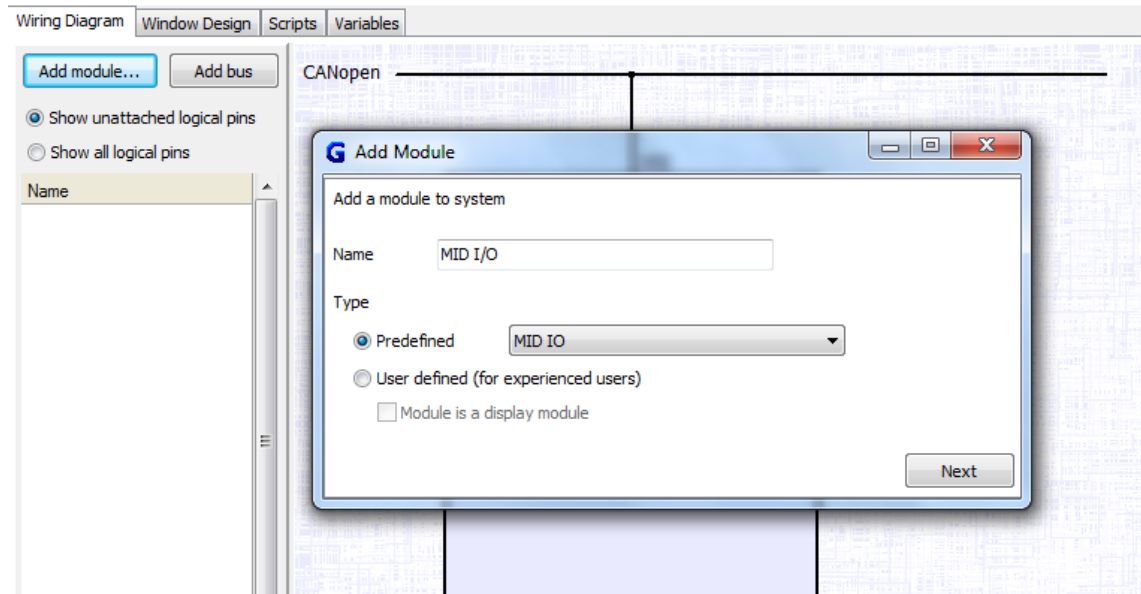 Wiring Diagram Window Design Scripts Variables
Add module... Add bus
Show unattached logical pins
Show all logical pins
Name
CANopen
G Add Module
Add a module to system
Name MID I/O
Type
Predefined MID IO
User defined (for experienced users)
Module is a display module
Next